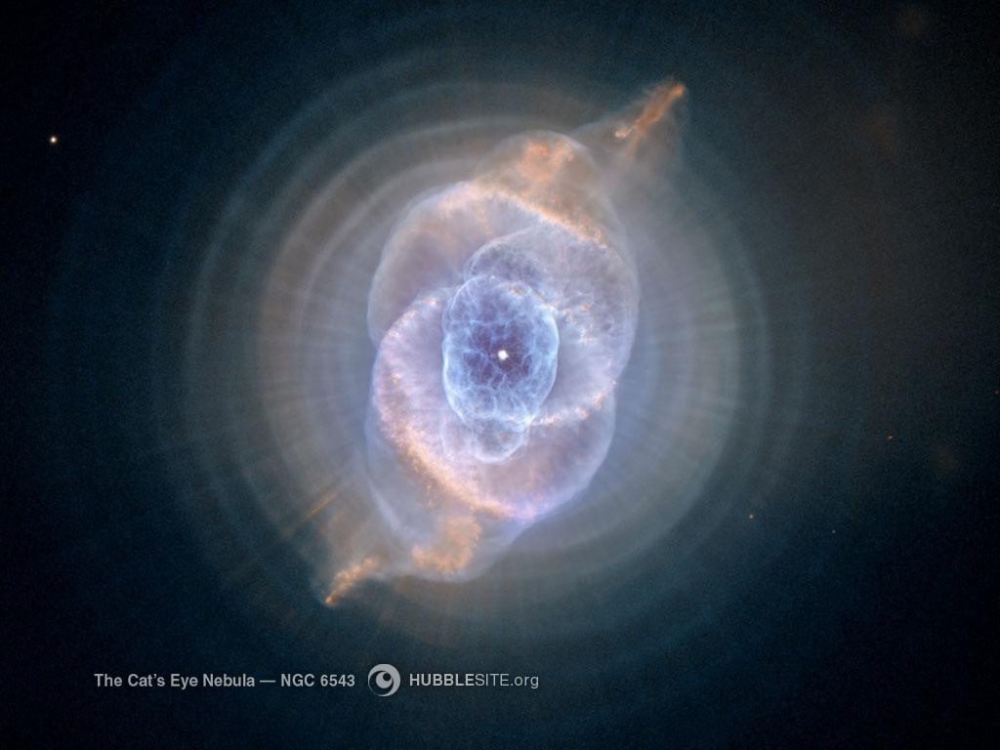 The Cat's Eye Nebula — NGC 6543 HUBBLESITE.org